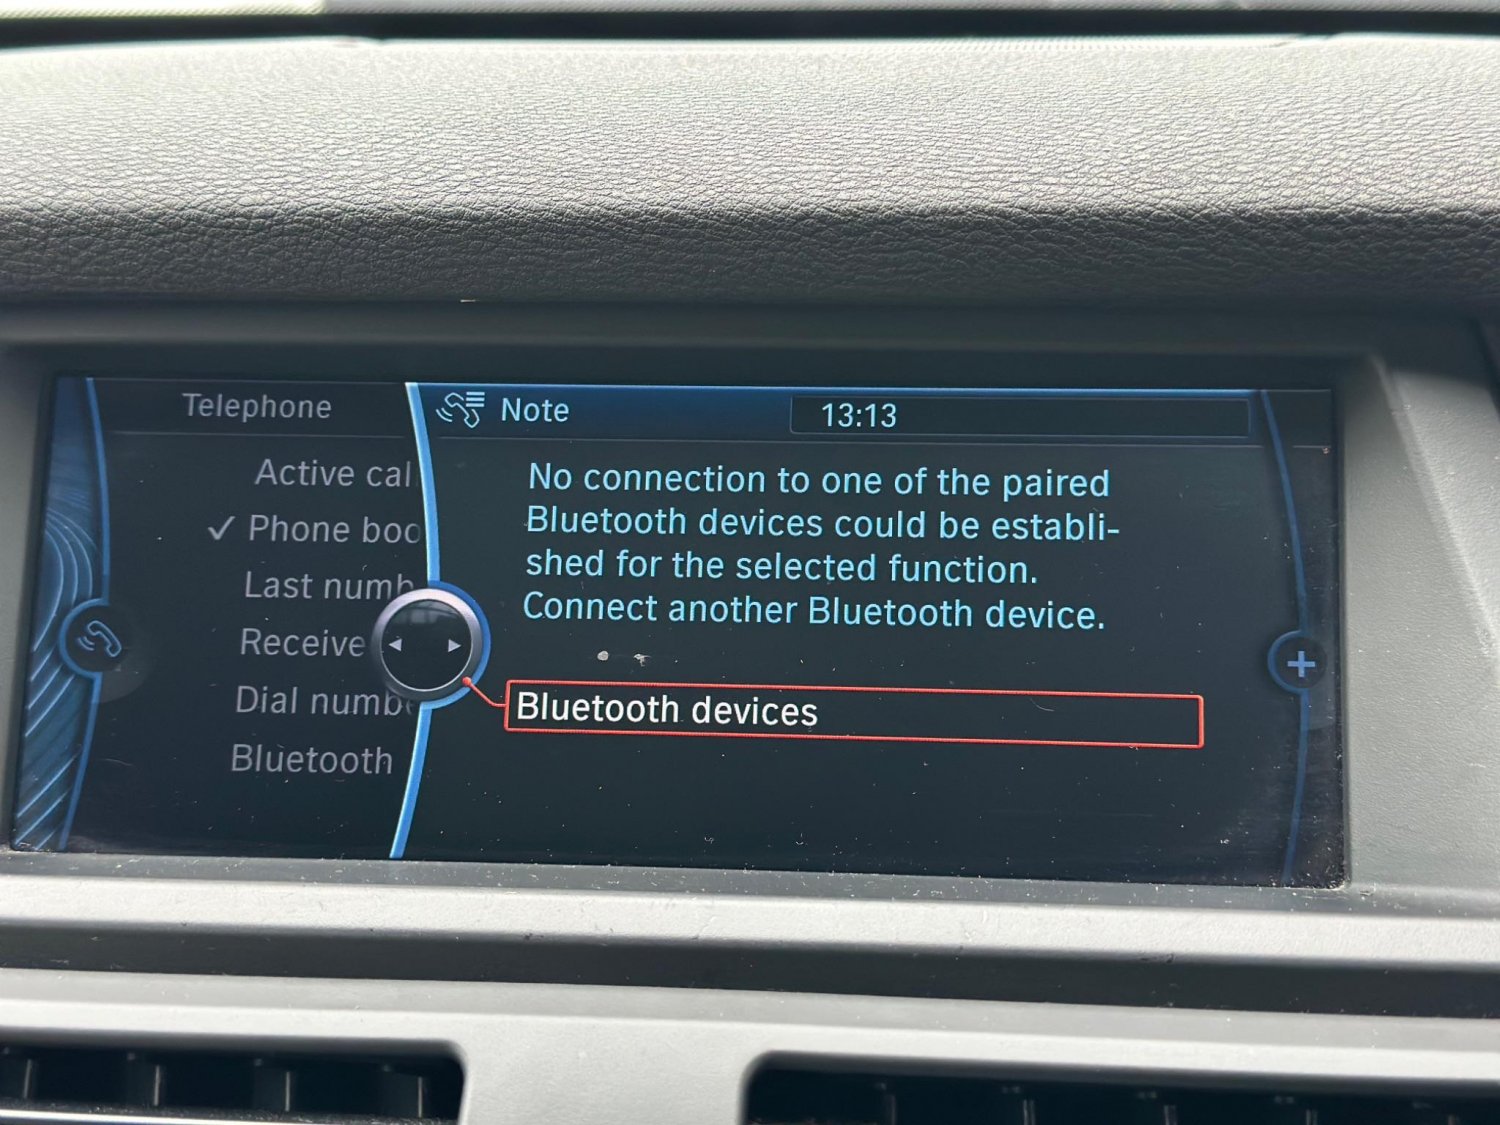 Telephone
Note
13:13
Active cal
Phone boo
Last numb
Receive
Dial numb
Bluetooth
No connection to one of the paired
Bluetooth devices could be establi-
shed for the selected function.
Connect another Bluetooth device.
Bluetooth devices